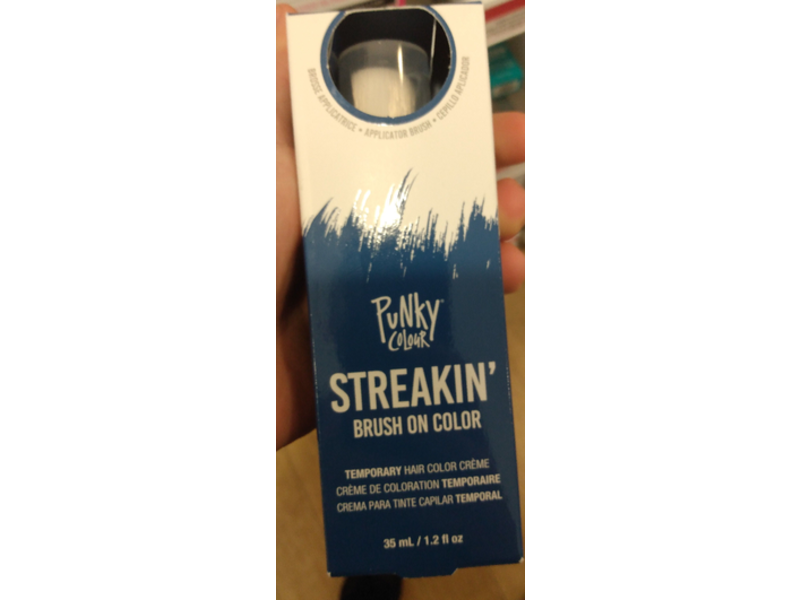 BROSSE APPLICATRICE • APPLICATOR BRUSH • CEPILLO APLICADOR
PUNKY
COLOUR
STREAKIN'
BRUSH ON COLOR
TEMPORARY HAIR COLOR CRÈME
CRÈME DE COLORATION TEMPORAIRE
CREMA PARA TINTE CAPILAR TEMPORAL
35 mL / 1.2 fl oz